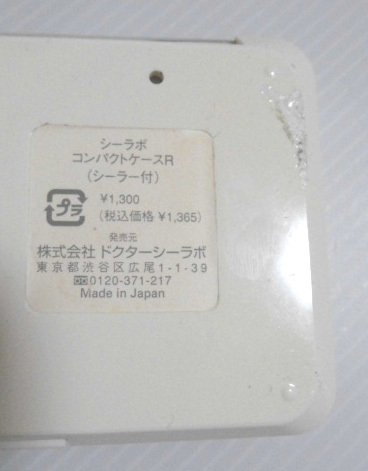 シーラボ
コンパクトケースR
(シーラー付)
プラ
¥1,300
(税込価格 ¥1,365)
発売元
株式会社 ドクターシーラボ
東京都渋谷区広尾1-1-39
0120-371-217
Made in Japan